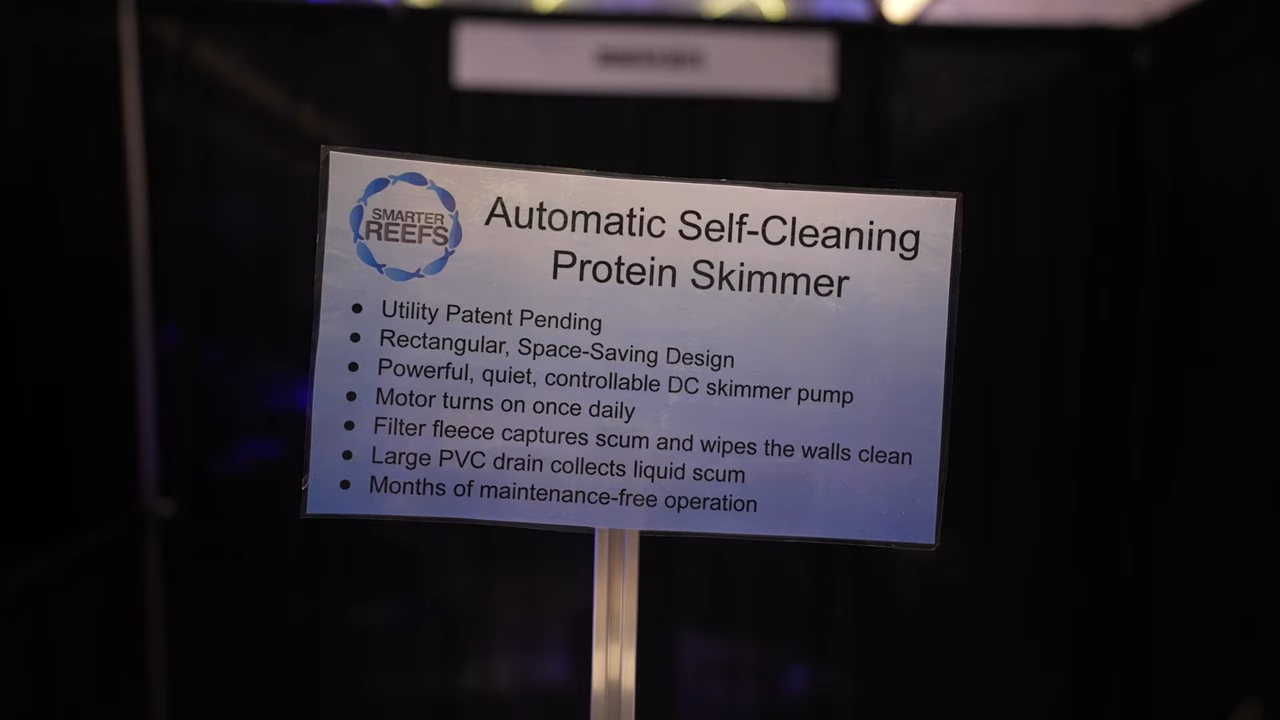 SMARTER
REEFS
Automatic Self-Cleaning
Protein Skimmer
• Utility Patent Pending
• Rectangular, Space-Saving Design
• Powerful, quiet, controllable DC skimmer pump
• Motor turns on once daily
• Filter fleece captures scum and wipes the walls clean
• Large PVC drain collects liquid scum
• Months of maintenance-free operation